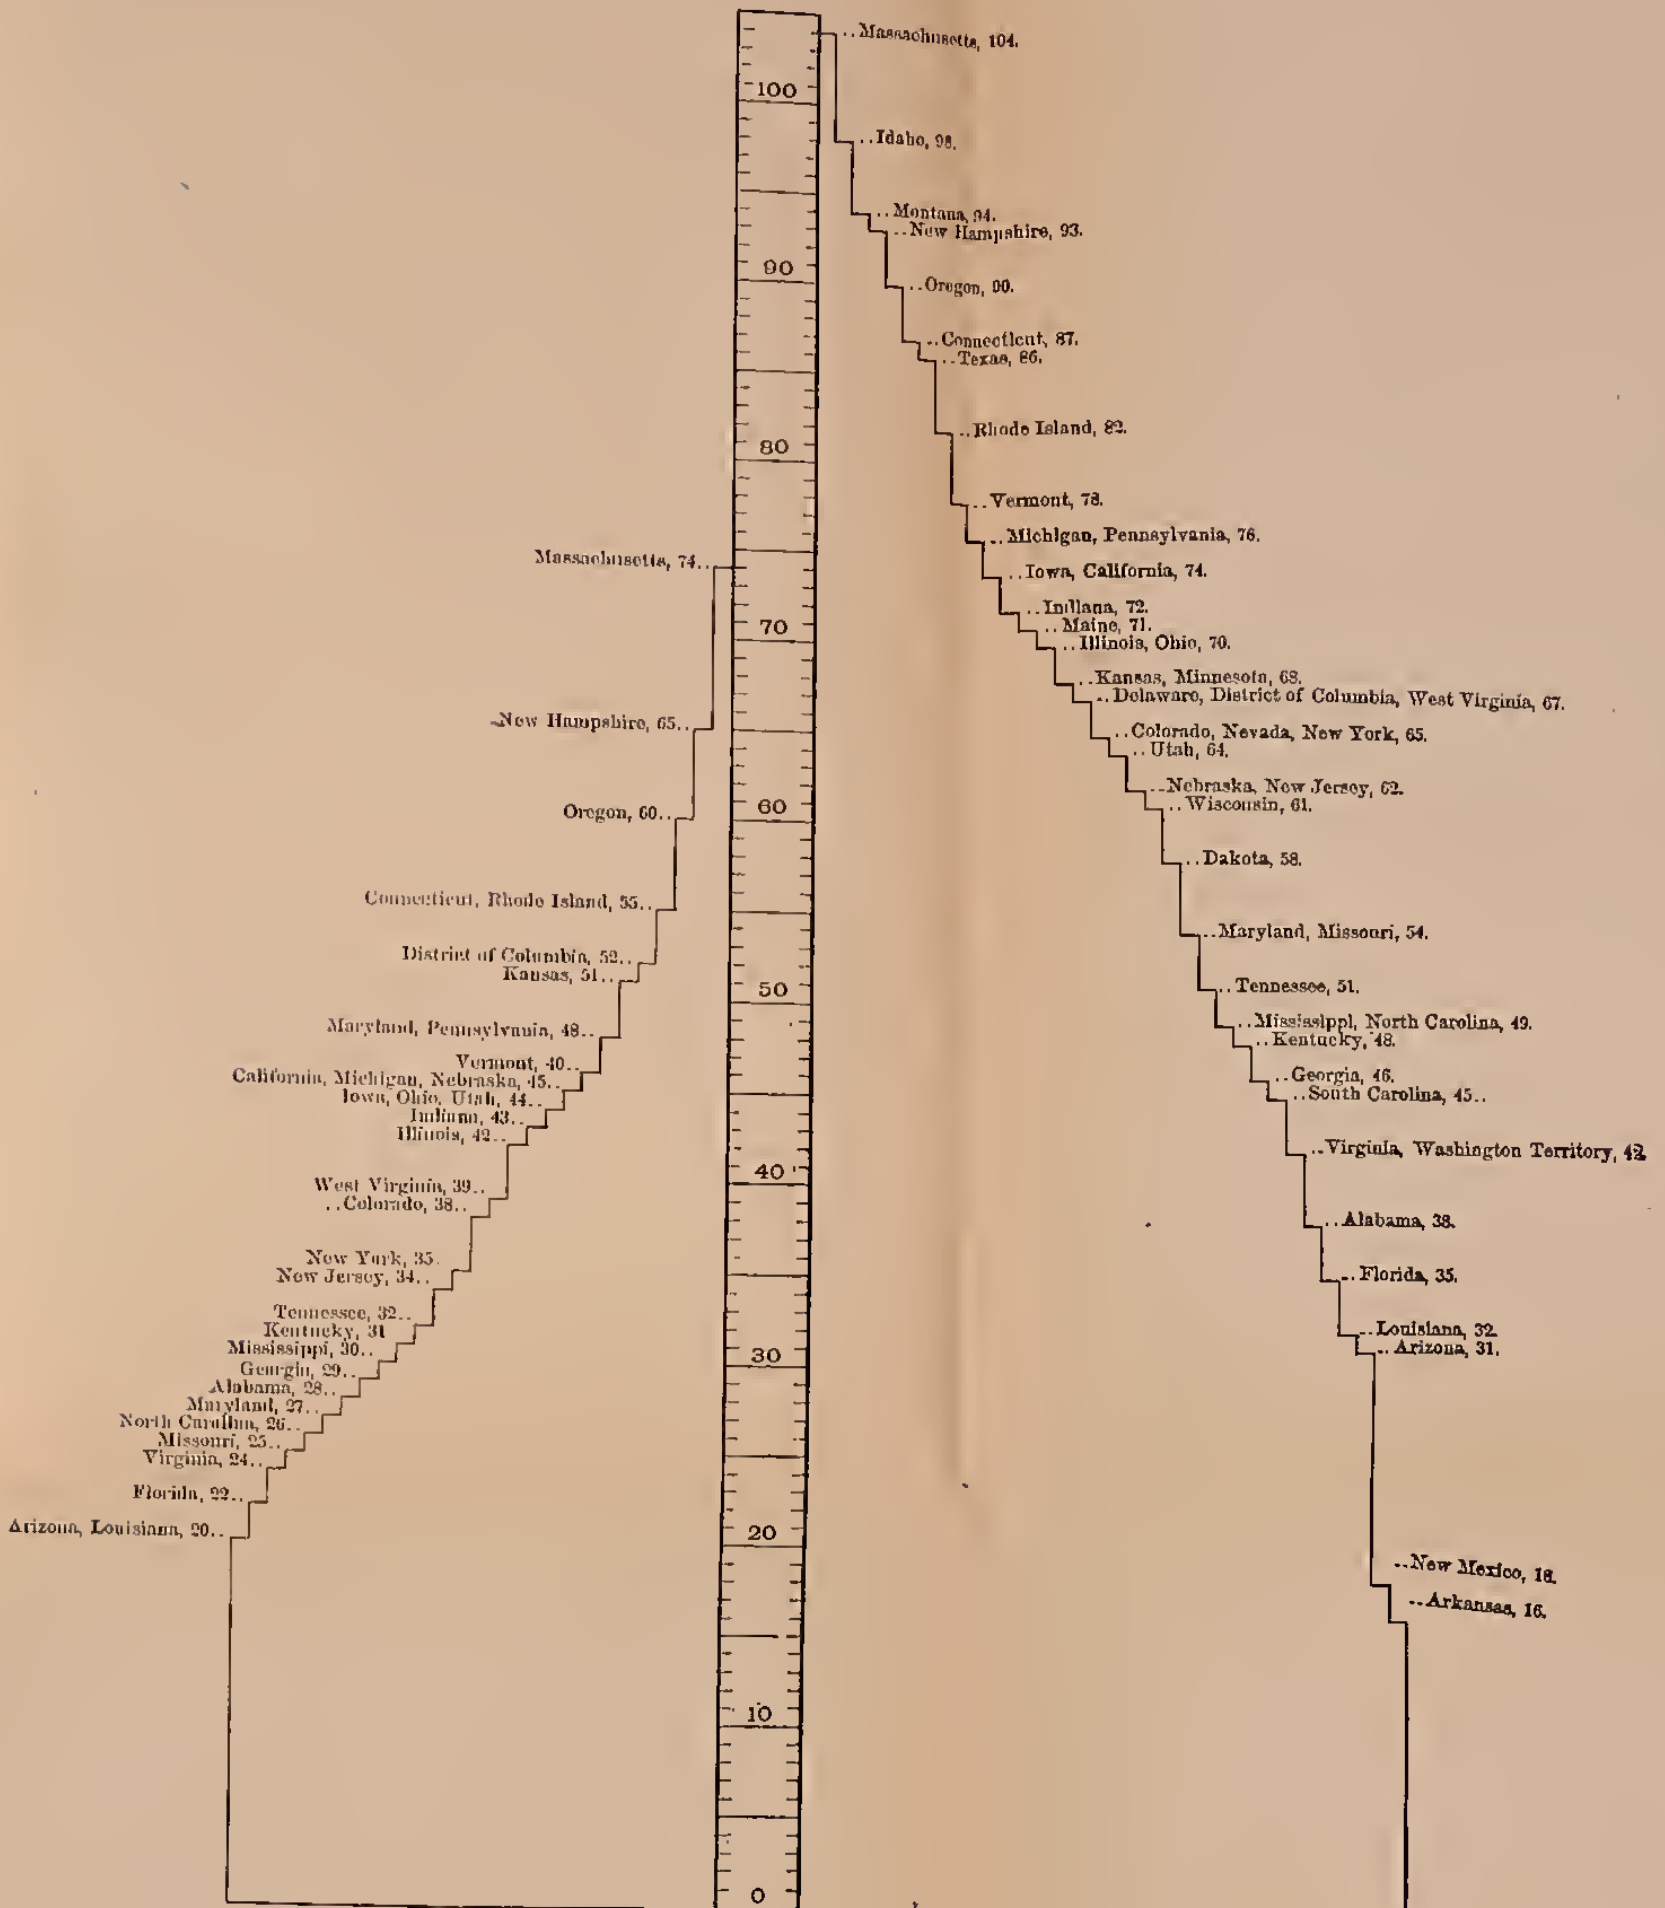 Massachusetts, 104.
Idaho, 98.
Montana, 94.
New Hampshire, 93.
Oregon, 90.
Connecticut, 87.
Texas, 86.
Rhode Island, 82.
Vermont, 78.
Michigan, Pennsylvania, 76.
Iowa, California, 74.
Indiana, 72.
Maine, 71.
Illinois, Ohio, 70.
Kansas, Minnesota, 68.
Delaware, District of Columbia, West Virginia, 67.
Colorado, Nevada, New York, 65.
Utah, 64.
Nebraska, New Jersey, 62.
Wisconsin, 61.
Dakota, 58.
Maryland, Missouri, 54.
Tennessee, 51.
Mississippi, North Carolina, 49.
Kentucky, 48.
Georgia, 46.
South Carolina, 45..
Virginia, Washington Territory, 42.
Alabama, 38.
Florida, 35.
Louisiana, 32.
Arizona, 31.
New Mexico, 18.
Arkansas, 16.
100
90
80
70
60
50
40
30
20
10
0
Massachusetts, 74..
New Hampshire, 65..
Oregon, 60..
Connecticut, Rhode Island, 55..
District of Columbia, 52..
Kansas, 51..
Maryland, Pennsylvania, 48..
Vermont, 46..
California, Michigan, Nebraska, 45..
Iowa, Ohio, Utah, 44..
Indiana, 43..
Illinois, 42..
West Virginia, 39..
..Colorado, 38..
New York, 35.
New Jersey, 34..
Tennessee, 32..
Kentucky, 31
Mississippi, 30..
Georgia, 29..
Alabama, 28..
Maryland, 27..
North Carolina, 26..
Missouri, 25..
Virginia, 24..
Florida, 22..
Arizona, Louisiana, 20..